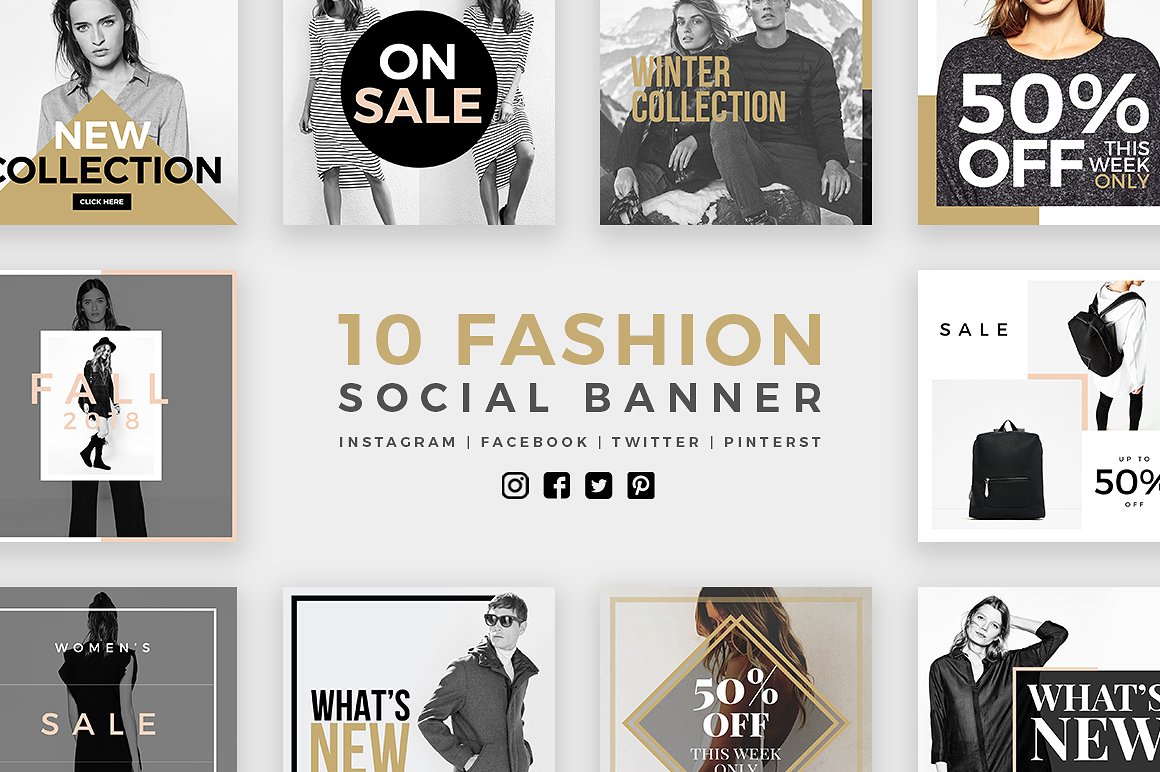 NEW
COLLECTION
CLICK HERE
ON
SALE
WINTER
COLLECTION
50%
OFF
THIS
WEEK
ONLY
FALL
2018
10 FASHION
SOCIAL BANNER
INSTAGRAM | FACEBOOK | TWITTER | PINTERST
SALE
UP TO
50%
OFF
WOMEN'S
SALE
WHAT'S
NEW
50%
OFF
THIS WEEK
ONLY
WHAT'S
NEW